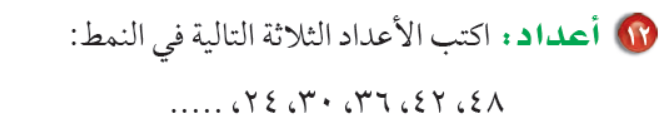 ١٢ أعداد: اكتب الأعداد الثلاثة التالية في النمط:
٤٨، ٤٢، ٣٦، ٣٠، ٢٤، .....